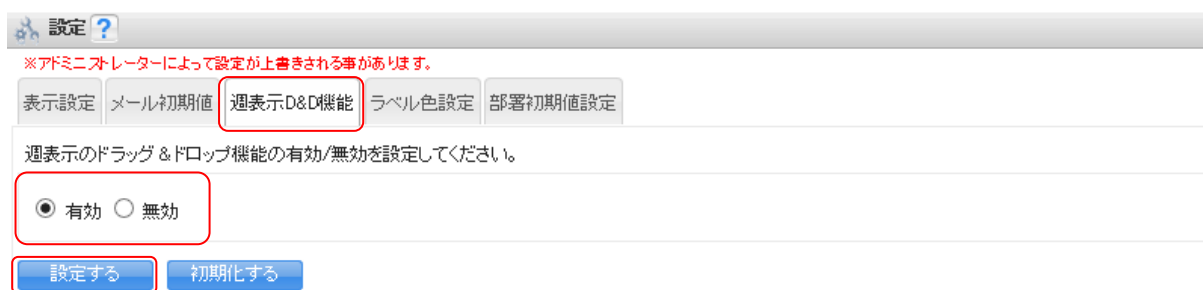 設定 ?
※アドミニストレーターによって設定が上書きされる事があります。
表示設定 メール初期値 週表示D&D機能 ラベル色設定 部署初期値設定
週表示のドラッグ&ドロップ機能の有効/無効を設定してください。
有効 無効
設定する 初期化する